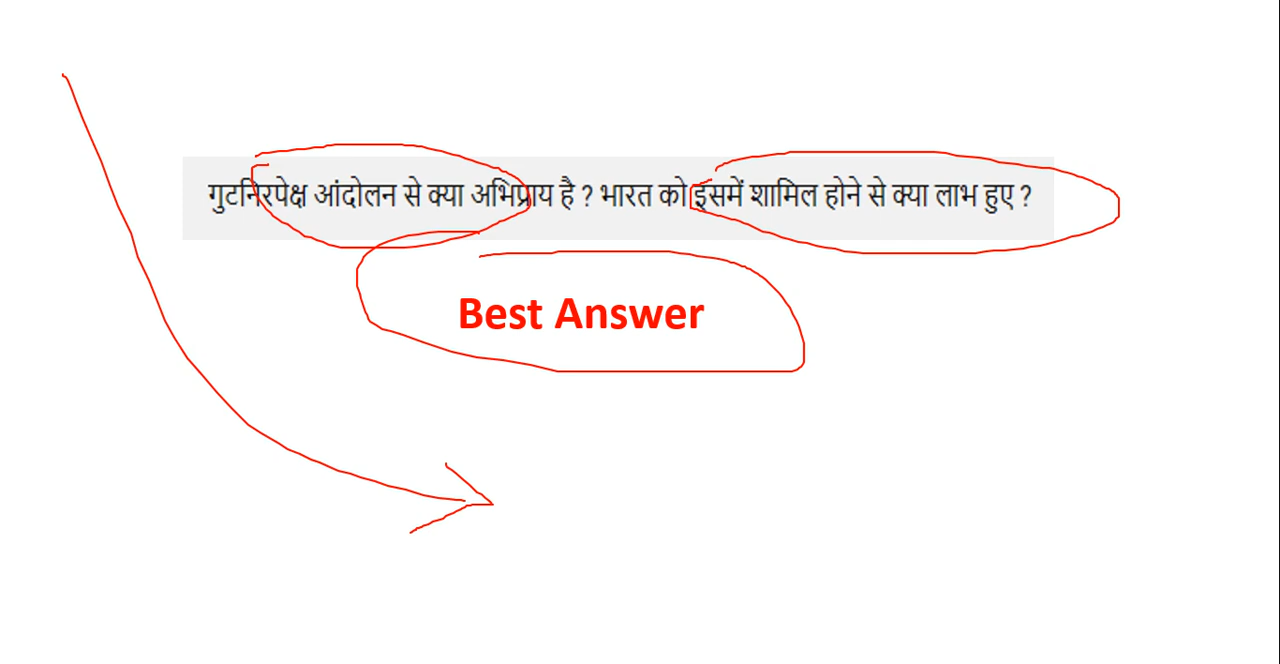 गुटनिरपेक्ष आंदोलन से क्या अभिप्राय है ? भारत को इसमें शामिल होने से क्या लाभ हुए ?
Best Answer